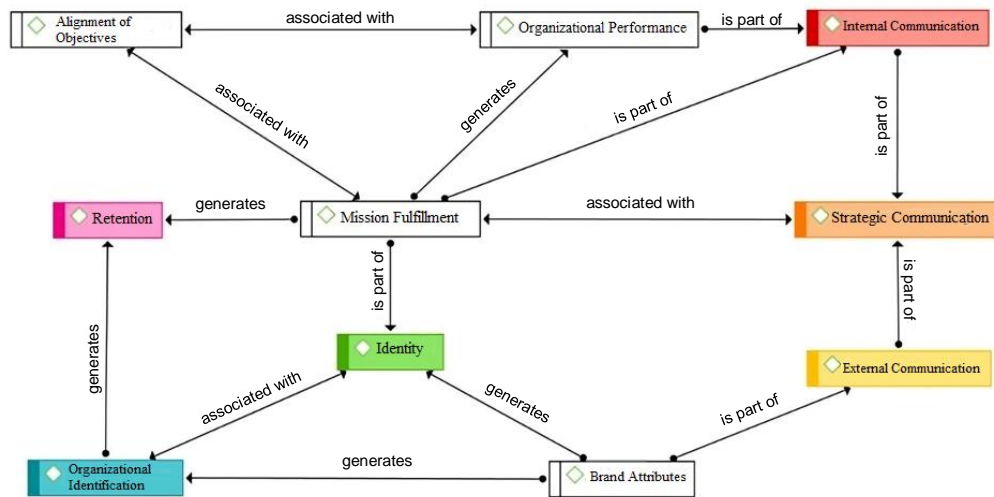 associated with
is part of
Alignment of
Objectives
Organizational Performance
Internal Communication
associated with
generates
is part of
is part of
generates
associated with
Retention
Mission Fulfillment
Strategic Communication
is part of
is part of
generates
Identity
associated with
generates
is part of
External Communication
generates
Organizational
Identification
Brand Attributes